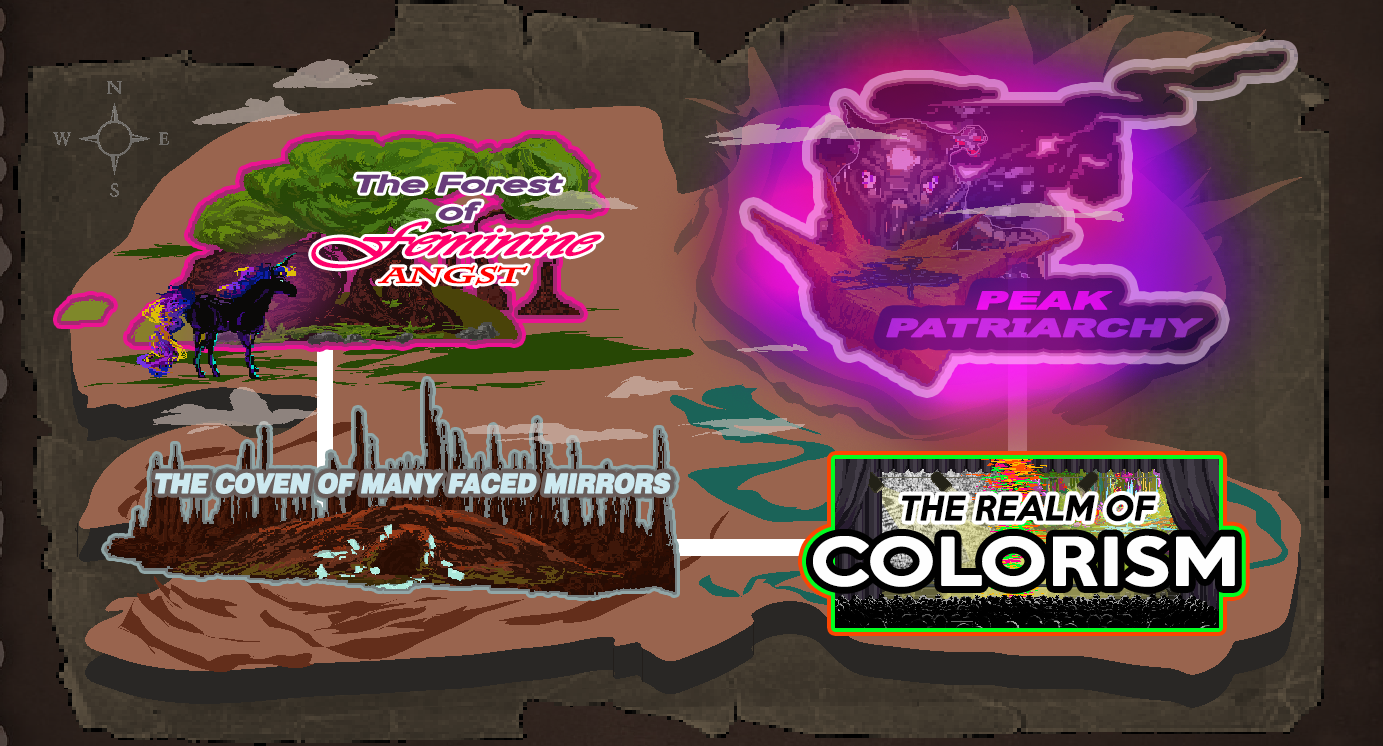 N
W E
S
The Forest
of
feminine
ANGST
PEAK
PATRIARCHY
THE COVEN OF MANY FACED MIRRORS
THE REALM OF
COLORISM